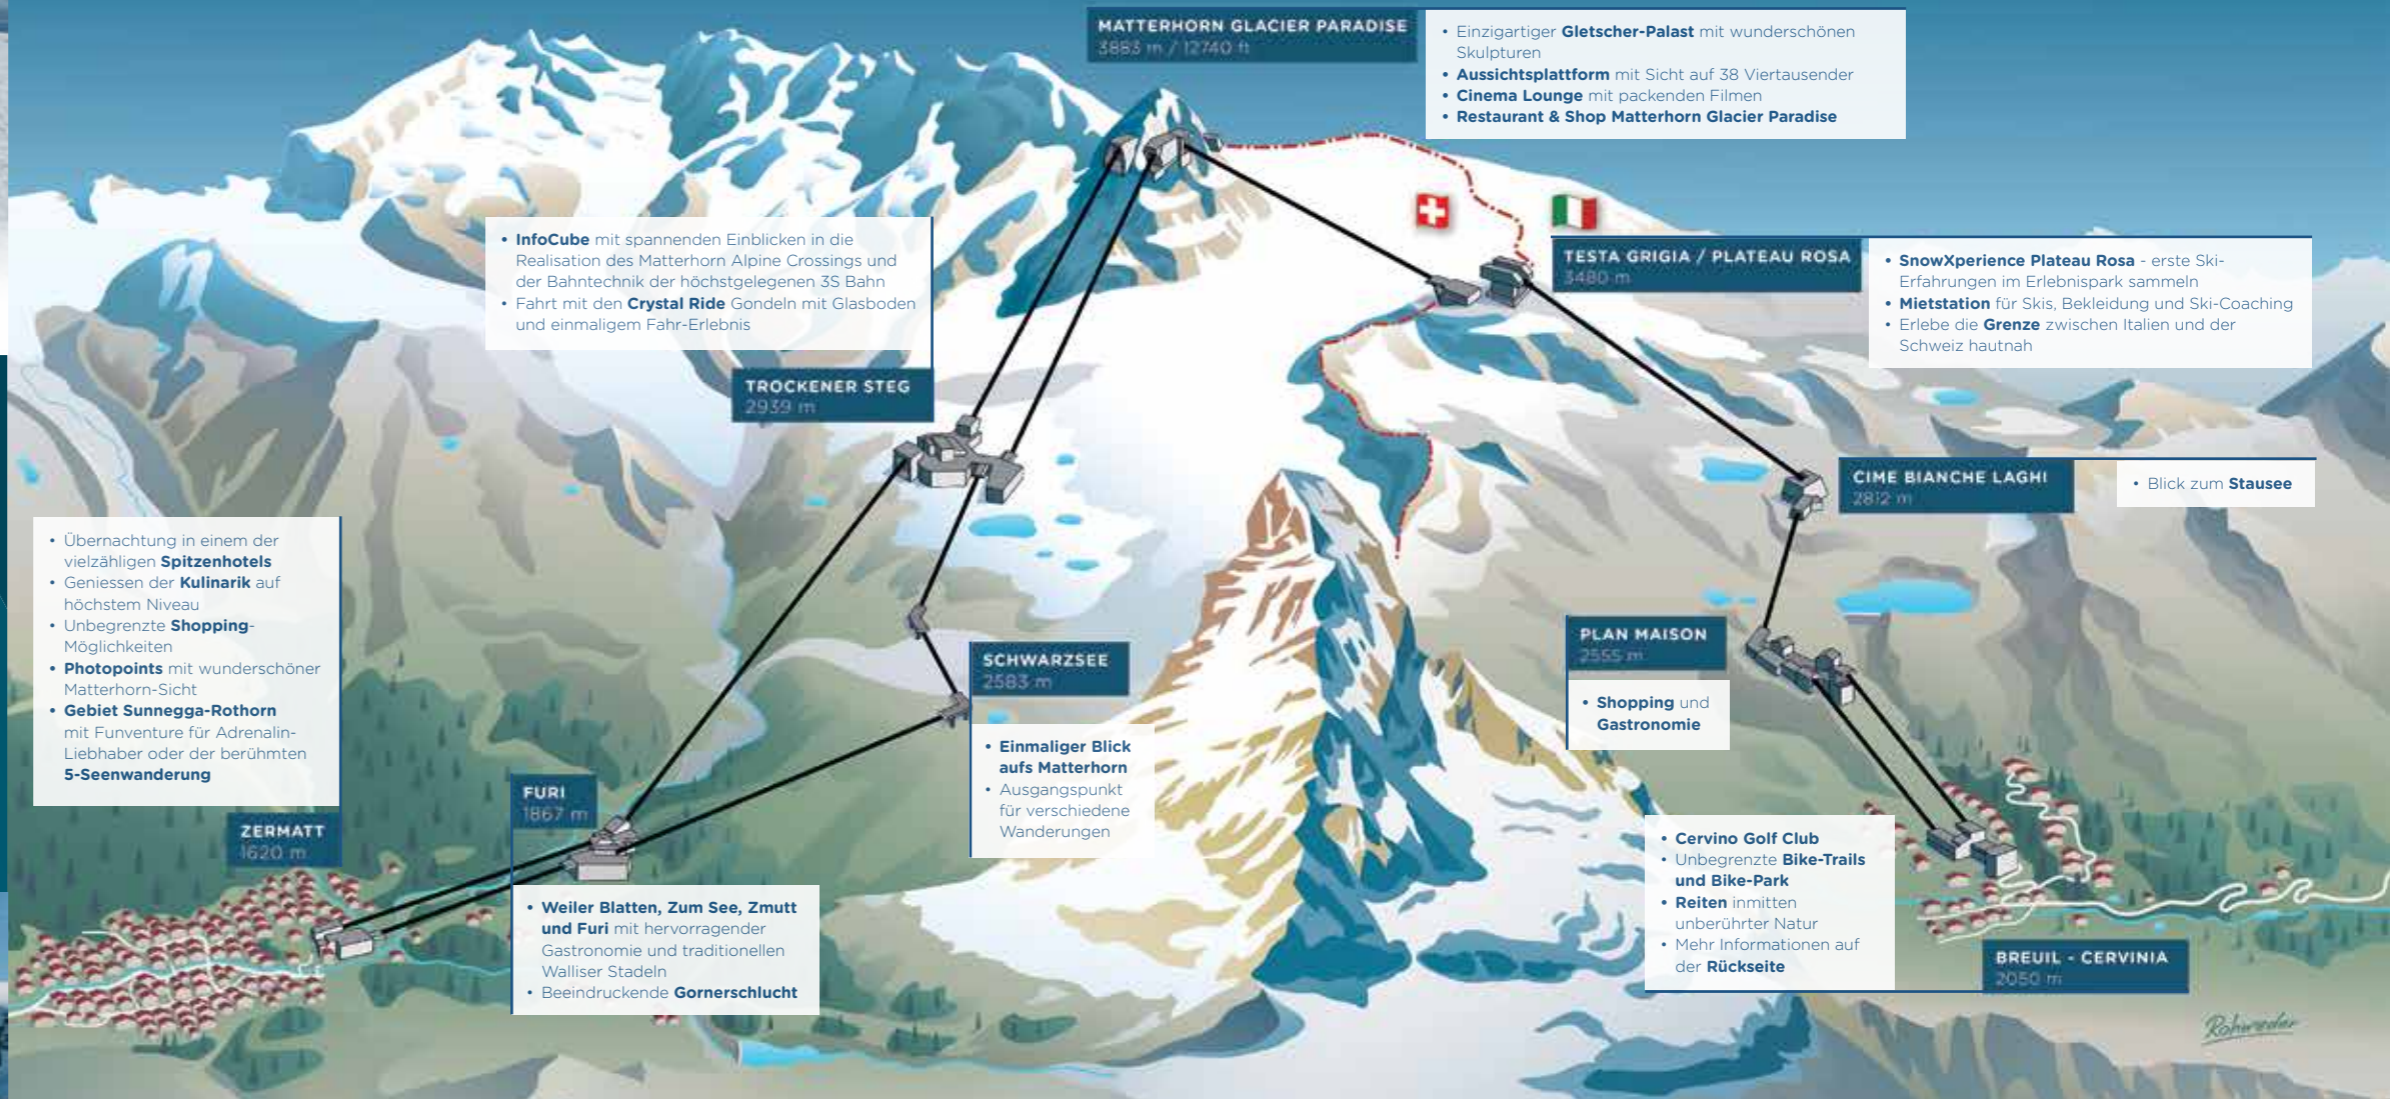 MATTERHORN GLACIER PARADISE
3883 m / 12740 ft
• Einzigartiger Gletscher-Palast mit wunderschönen
Skulpturen
• Aussichtsplattform mit Sicht auf 38 Viertausender
• Cinema Lounge mit packenden Filmen
• Restaurant & Shop Matterhorn Glacier Paradise
• InfoCube mit spannenden Einblicken in die
Realisation des Matterhorn Alpine Crossings und
der Bahntechnik der höchstgelegenen 3S Bahn
• Fahrt mit den Crystal Ride Gondeln mit Glasboden
und einmaligem Fahr-Erlebnis
TROCKENER STEG
2939 m
TESTA GRIGIA / PLATEAU ROSA
3480 m
• SnowXperience Plateau Rosa - erste Ski-
Erfahrungen im Erlebnispark sammeln
• Mietstation für Skis, Bekleidung und Ski-Coaching
• Erlebe die Grenze zwischen Italien und der
Schweiz hautnah
CIME BIANCHE LAGHI
2812 m
• Blick zum Stausee
• Übernachtung in einem der
vielzähligen Spitzenhotels
• Geniessen der Kulinarik auf
höchstem Niveau
• Unbegrenzte Shopping-
Möglichkeiten
• Photopoints mit wunderschöner
Matterhorn-Sicht
• Gebiet Sunnegga-Rothorn
mit Funventure für Adrenalin-
Liebhaber oder der berühmten
5-Seenwanderung
ZERMATT
1620 m
FURI
1867 m
• Weiler Blatten, Zum See, Zmutt
und Furi mit hervorragender
Gastronomie und traditionellen
Walliser Stadeln
• Beeindruckende Gornerschlucht
SCHWARZSEE
2583 m
• Einmaliger Blick
aufs Matterhorn
• Ausgangspunkt
für verschiedene
Wanderungen
PLAN MAISON
2555 m
• Shopping und
Gastronomie
• Cervino Golf Club
• Unbegrenzte Bike-Trails
und Bike-Park
• Reiten inmitten
unberührter Natur
• Mehr Informationen auf
der Rückseite
BREUIL - CERVINIA
2050 m